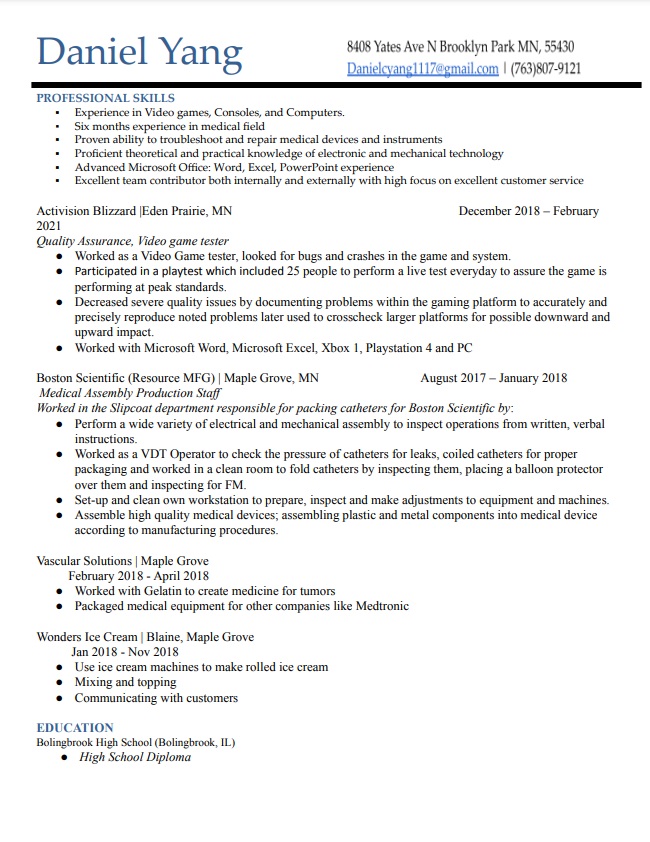 Daniel Yang
8408 Yates Ave N Brooklyn Park MN, 55430
Danielcyang1117@gmail.com | (763)807-9121
PROFESSIONAL SKILLS
▪ Experience in Video games, Consoles, and Computers.
▪ Six months experience in medical field
▪ Proven ability to troubleshoot and repair medical devices and instruments
▪ Proficient theoretical and practical knowledge of electronic and mechanical technology
▪ Advanced Microsoft Office: Word, Excel, PowerPoint experience
▪ Excellent team contributor both internally and externally with high focus on excellent customer service
Activision Blizzard |Eden Prairie, MN December 2018 – February
2021
Quality Assurance, Video game tester
● Worked as a Video Game tester, looked for bugs and crashes in the game and system.
● Participated in a playtest which included 25 people to perform a live test everyday to assure the game is
performing at peak standards.
● Decreased severe quality issues by documenting problems within the gaming platform to accurately and
precisely reproduce noted problems later used to crosscheck larger platforms for possible downward and
upward impact.
● Worked with Microsoft Word, Microsoft Excel, Xbox 1, Playstation 4 and PC
Boston Scientific (Resource MFG) | Maple Grove, MN August 2017 – January 2018
Medical Assembly Production Staff
Worked in the Slipcoat department responsible for packing catheters for Boston Scientific by:
● Perform a wide variety of electrical and mechanical assembly to inspect operations from written, verbal
instructions.
● Worked as a VDT Operator to check the pressure of catheters for leaks, coiled catheters for proper
packaging and worked in a clean room to fold catheters by inspecting them, placing a balloon protector
over them and inspecting for FM.
● Set-up and clean own workstation to prepare, inspect and make adjustments to equipment and machines.
● Assemble high quality medical devices; assembling plastic and metal components into medical device
according to manufacturing procedures.
Vascular Solutions | Maple Grove
February 2018 - April 2018
● Worked with Gelatin to create medicine for tumors
● Packaged medical equipment for other companies like Medtronic
Wonders Ice Cream | Blaine, Maple Grove
Jan 2018 - Nov 2018
● Use ice cream machines to make rolled ice cream
● Mixing and topping
● Communicating with customers
EDUCATION
Bolingbrook High School (Bolingbrook, IL)
● High School Diploma